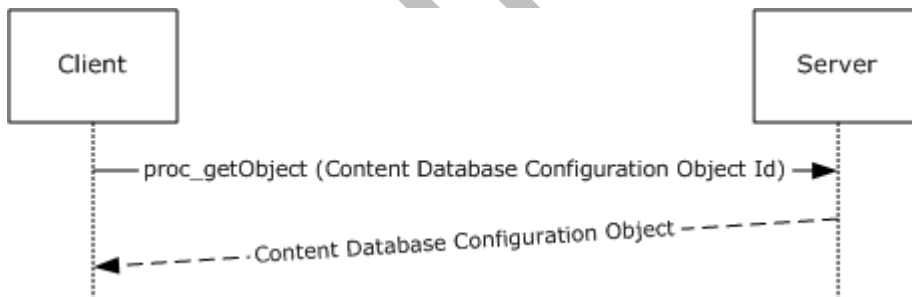 Client
Server
proc_getObject (Content Database Configuration Object Id)
Content Database Configuration Object